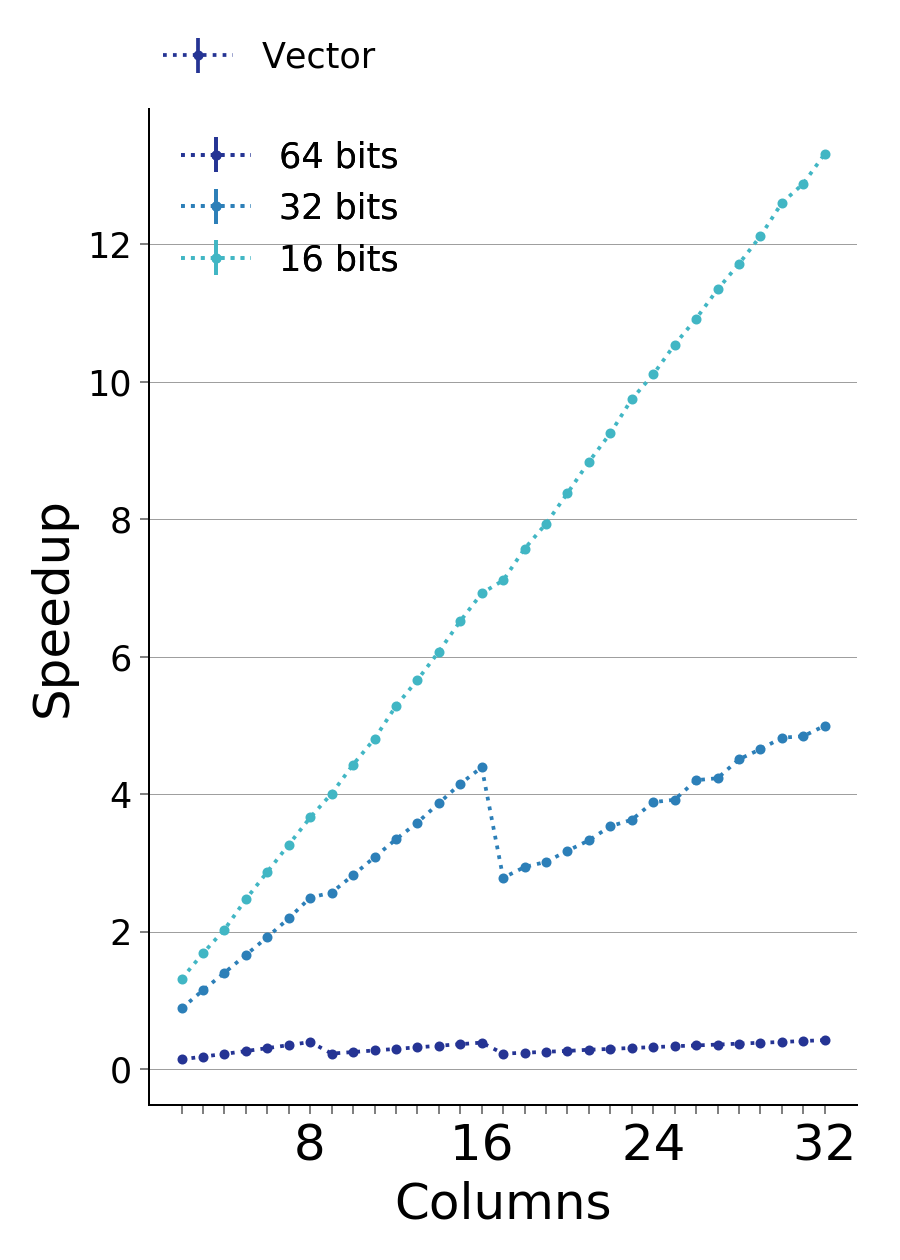 Vector
64 bits
32 bits
16 bits
12
10
8
6
4
2
0
Speedup
8 16 24 32
Columns